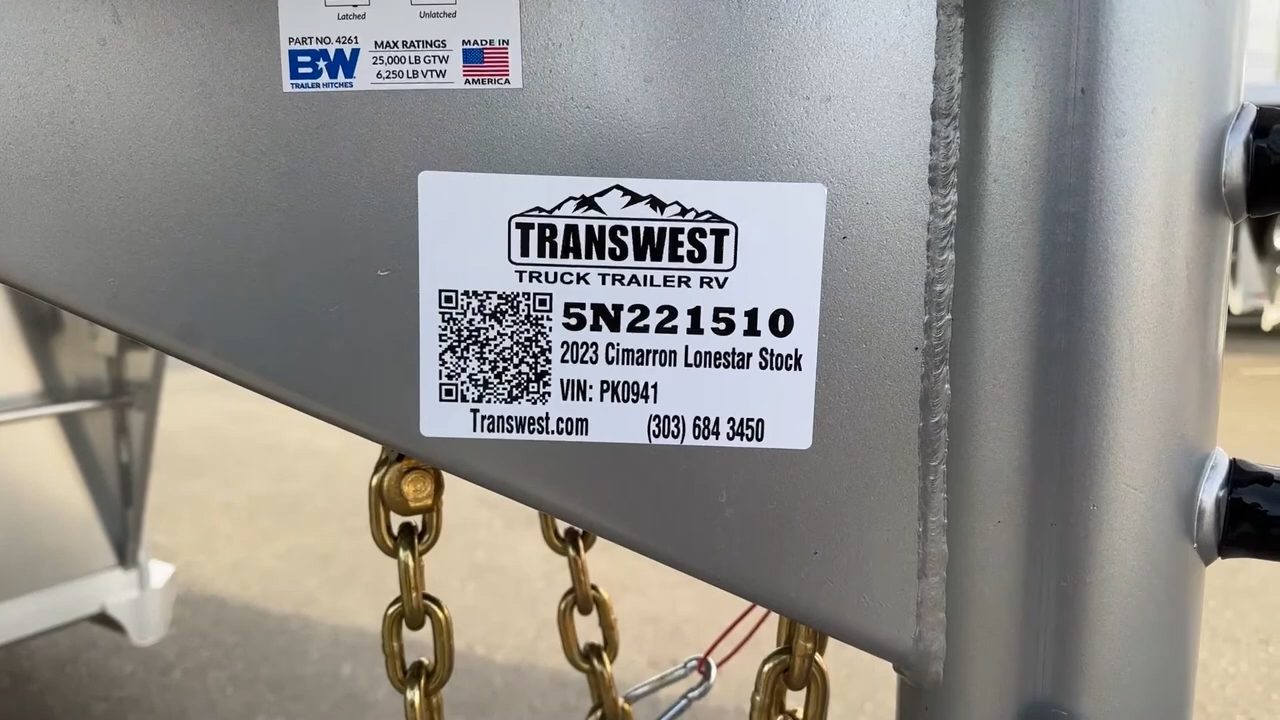 Latched Unlatched
PART NO. 4261
B&W
TRAILER HITCHES
MAX RATINGS
25,000 LB GTW
6,250 LB VTW
MADE IN
AMERICA
TRANSWEST
TRUCK TRAILER RV
5N221510
2023 Cimarron Lonestar Stock
VIN: PK0941
Transwest.com (303) 684 3450